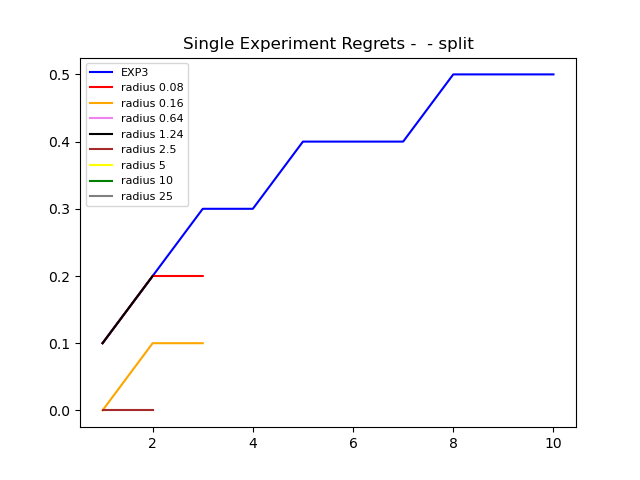 Single Experiment Regrets -  - split
EXP3
radius 0.08
radius 0.16
radius 0.64
radius 1.24
radius 2.5
radius 5
radius 10
radius 25
0.5
0.4
0.3
0.2
0.1
0.0
2 4 6 8 10